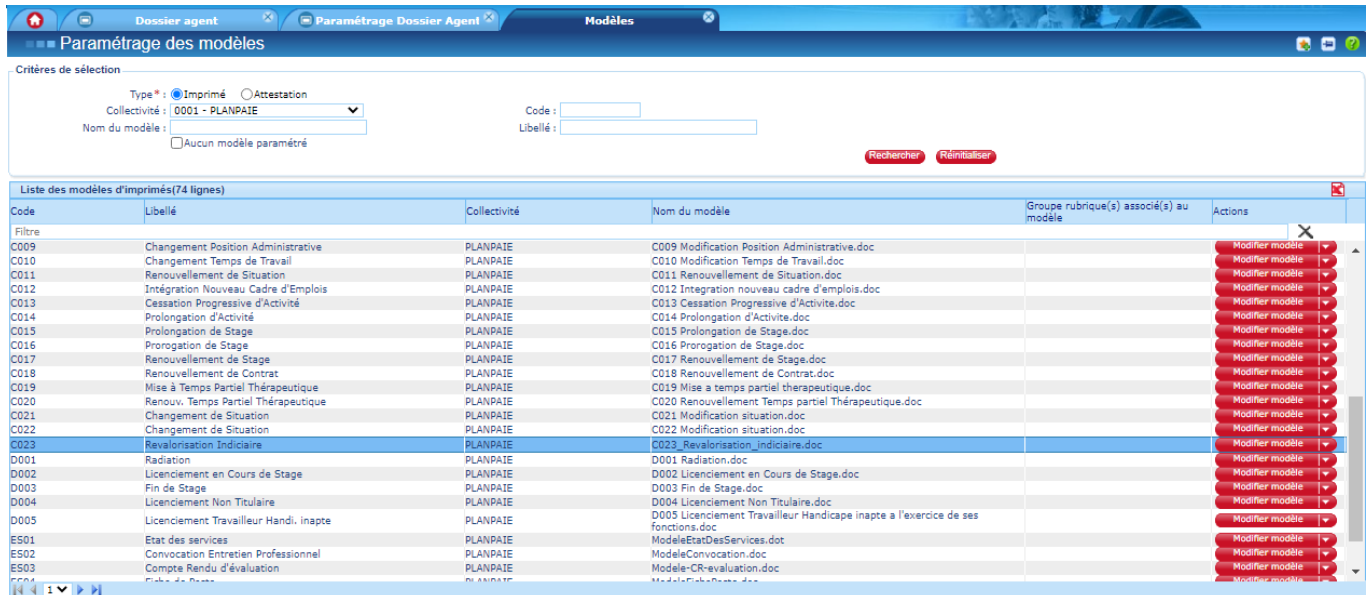 Dossier agent
Paramétrage Dossier Agent
Modèles
Paramétrage des modèles
Critères de sélection
Type * : Imprimé Attestation
Collectivité : 0001 - PLANPAIE Code :
Nom du modèle : Libellé :
Aucun modèle paramétré
Rechercher Réinitialiser
Liste des modèles d'imprimés(74 lignes)
Code Libellé Collectivité Nom du modèle Groupe rubrique(s) associé(s) au modèle Actions
Filtre
C009 Changement Position Administrative PLANPAIE C009 Modification Position Administrative.doc Modifier modèle
C010 Changement Temps de Travail PLANPAIE C010 Modification Temps de Travail.doc Modifier modèle
C011 Renouvellement de Situation PLANPAIE C011 Renouvellement de Situation.doc Modifier modèle
C012 Intégration Nouveau Cadre d'Emplois PLANPAIE C012 Integration nouveau cadre d'emplois.doc Modifier modèle
C013 Cessation Progressive d'Activité PLANPAIE C013 Cessation Progressive d'Activite.doc Modifier modèle
C014 Prolongation d'Activité PLANPAIE C014 Prolongation d'Activite.doc Modifier modèle
C015 Prolongation de Stage PLANPAIE C015 Prolongation de Stage.doc Modifier modèle
C016 Prorogation de Stage PLANPAIE C016 Prorogation de Stage.doc Modifier modèle
C017 Renouvellement de Stage PLANPAIE C017 Renouvellement de Stage.doc Modifier modèle
C018 Renouvellement de Contrat PLANPAIE C018 Renouvellement de Contrat.doc Modifier modèle
C019 Mise à Temps Partiel Thérapeutique PLANPAIE C019 Mise a temps partiel therapeutique.doc Modifier modèle
C020 Renouv. Temps Partiel Thérapeutique PLANPAIE C020 Renouvellement Temps partiel Thérapeutique.doc Modifier modèle
C021 Changement de Situation PLANPAIE C021 Modification situation.doc Modifier modèle
C022 Changement de Situation PLANPAIE C022 Modification situation.doc Modifier modèle
C023 Revalorisation Indiciaire PLANPAIE C023_Revalorisation_indiciaire.doc Modifier modèle
D001 Radiation PLANPAIE D001 Radiation.doc Modifier modèle
D002 Licenciement en Cours de Stage PLANPAIE D002 Licenciement en Cours de Stage.doc Modifier modèle
D003 Fin de Stage PLANPAIE D003 Fin de Stage.doc Modifier modèle
D004 Licenciement Non Titulaire PLANPAIE D004 Licenciement Non Titulaire.doc Modifier modèle
D005 Licenciement Travailleur Handi. inapte PLANPAIE D005 Licenciement Travailleur Handicape inapte a l'exercice de ses fonctions.doc Modifier modèle
ES01 Etat des services PLANPAIE ModeleEtatDesServices.dot Modifier modèle
ES02 Convocation Entretien Professionnel PLANPAIE ModeleConvocation.doc Modifier modèle
ES03 Compte Rendu d'évaluation PLANPAIE Modele-CR-evaluation.doc Modifier modèle
ES04 Fiche de Poste PLANPAIE ModeleFichePoste.doc Modifier modèle
1